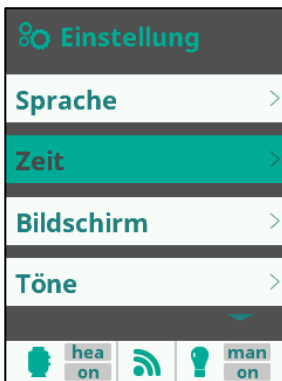 Einstellung
Sprache
Zeit
Bildschirm
Töne
hea
on
man
on